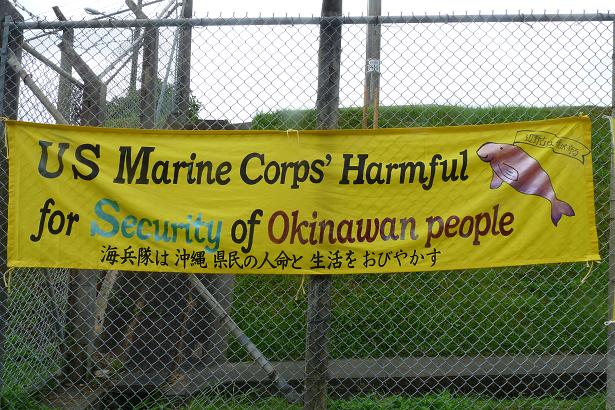 US Marine Corps' Harmful
for Security of Okinawan people
海兵隊は 沖縄 県民の人命と 生活を おびやかす